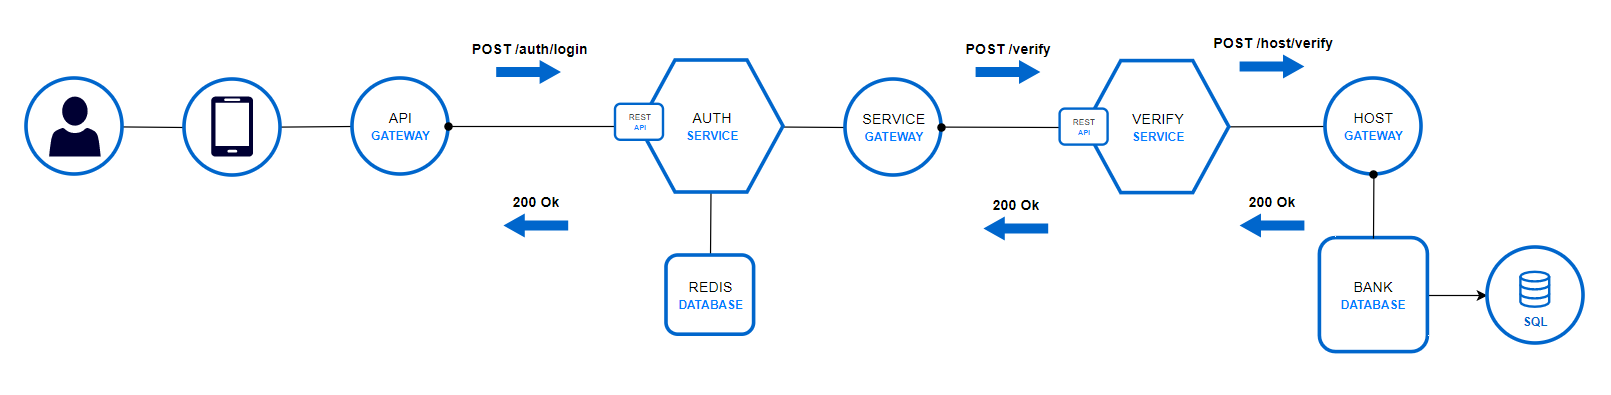 POST /auth/login
POST /verify
POST /host/verify
API
GATEWAY
REST
API
AUTH
SERVICE
SERVICE
GATEWAY
REST
API
VERIFY
SERVICE
HOST
GATEWAY
200 Ok
200 Ok
200 Ok
REDIS
DATABASE
BANK
DATABASE
SQL